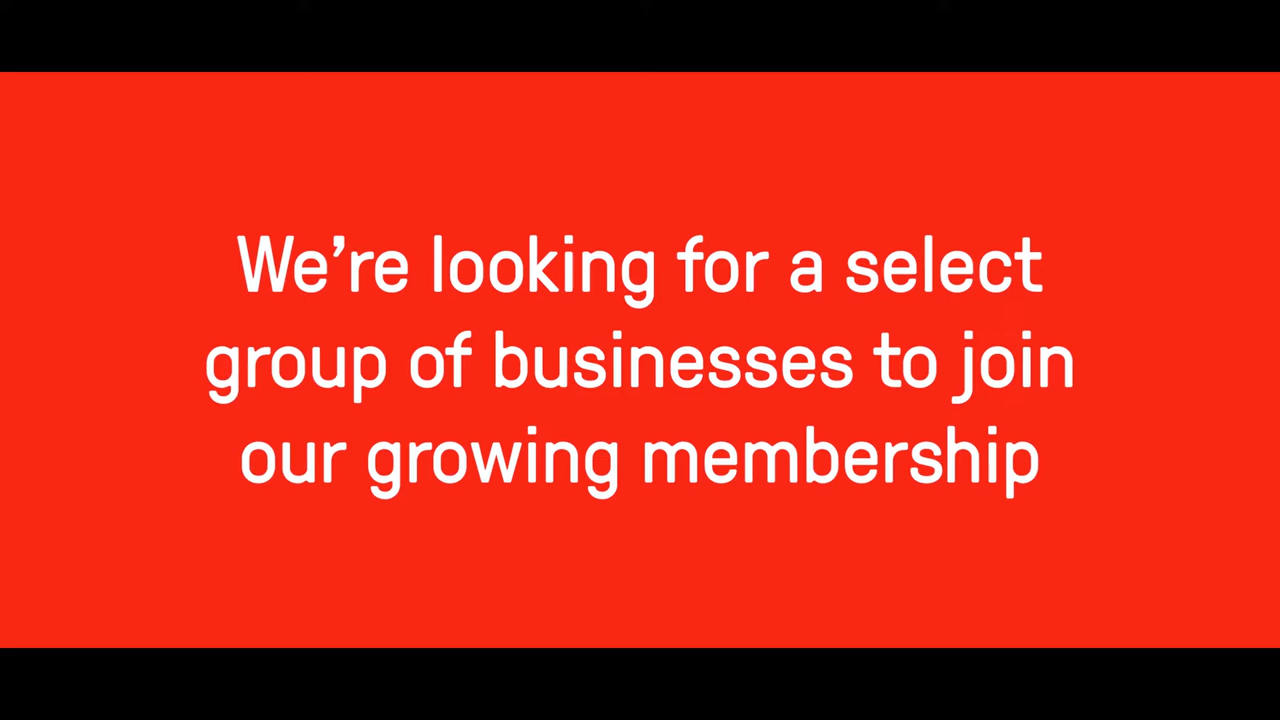 We’re looking for a select
group of businesses to join
our growing membership